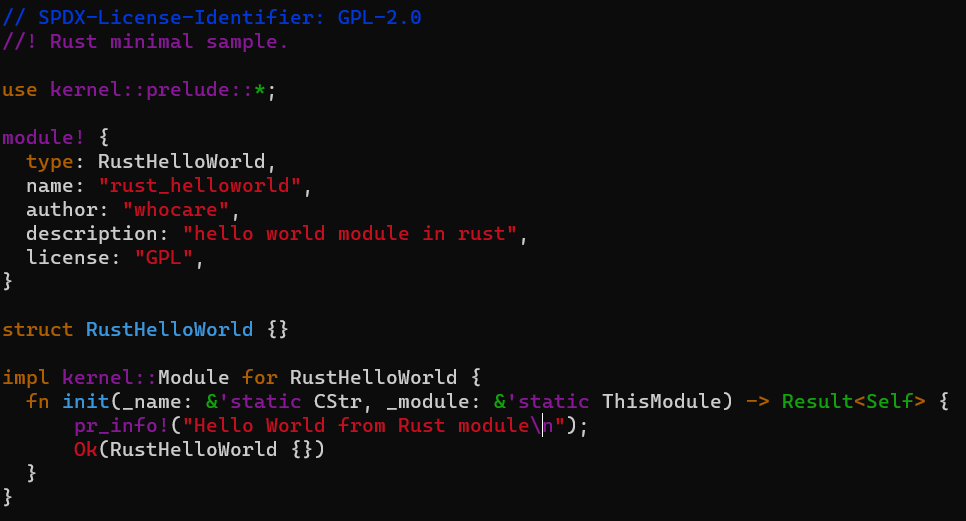 // SPDX-License-Identifier: GPL-2.0
//! Rust minimal sample.

use kernel::prelude::*;

module! {
  type: RustHelloWorld,
  name: "rust_helloworld",
  author: "whocare",
  description: "hello world module in rust",
  license: "GPL",
}

struct RustHelloWorld {}

impl kernel::Module for RustHelloWorld {
  fn init(_name: &'static CStr, _module: &'static ThisModule) -> Result<Self> {
      pr_info!("Hello World from Rust module\n");
      Ok(RustHelloWorld {})
  }
}